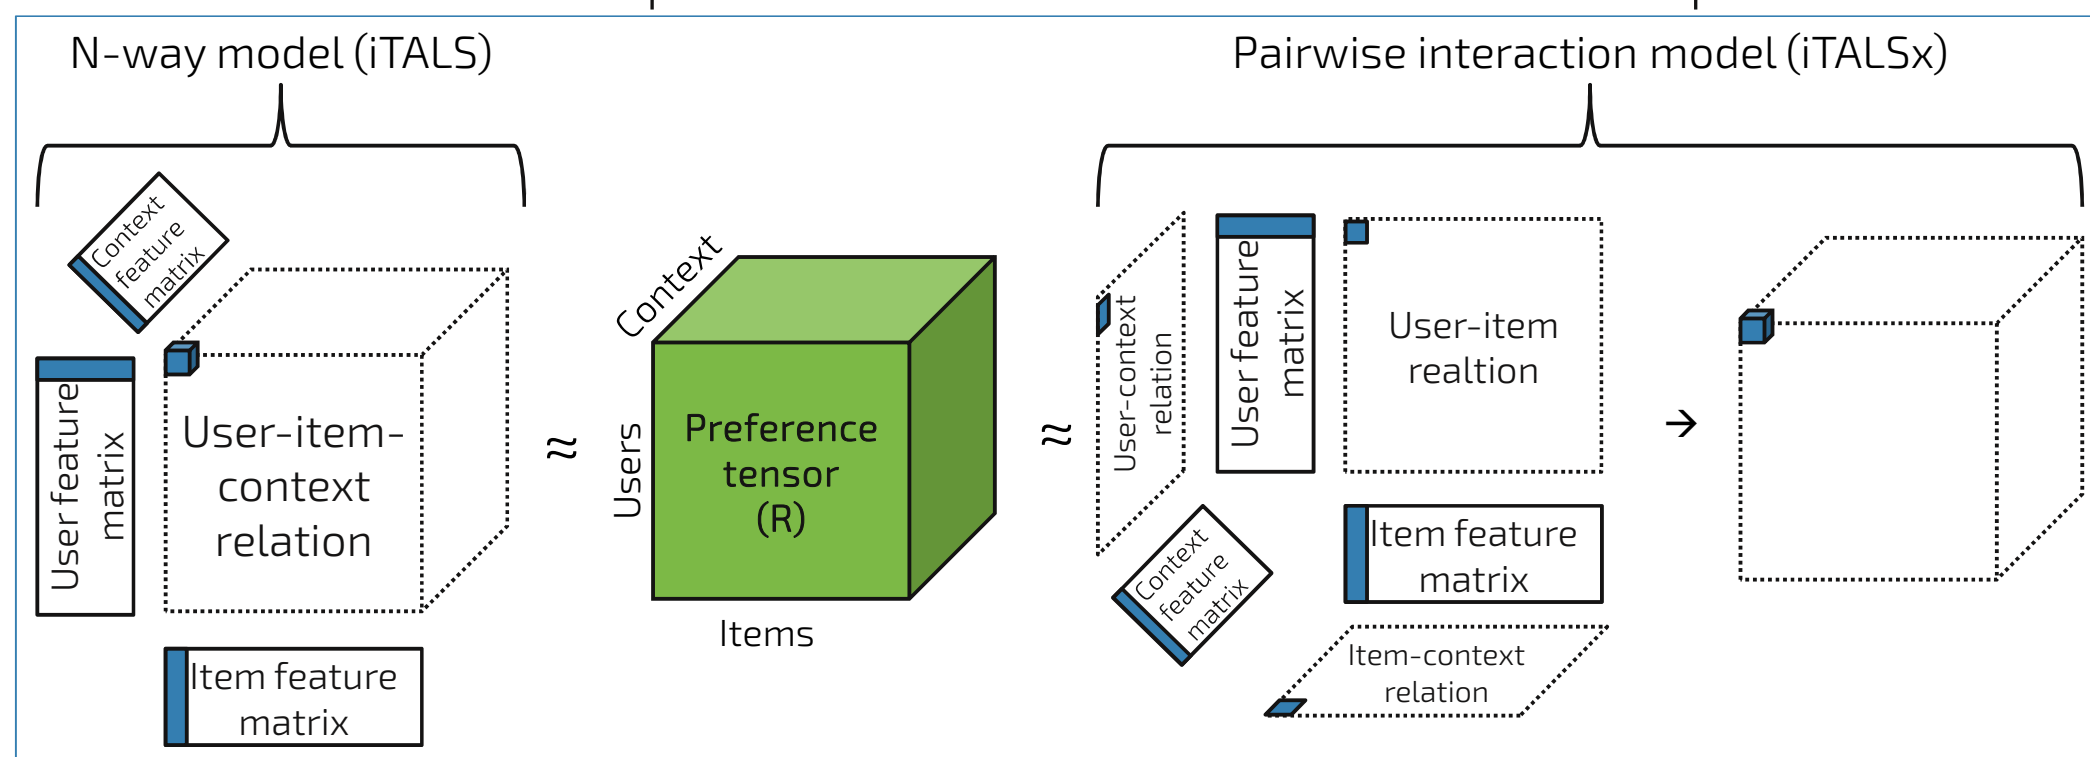 N-way model (iTALS)
Context
feature
matrix
User feature
matrix
User-item-
context
relation
Item feature
matrix
≈
Context
Users
Preference
tensor
(R)
Items
≈
Pairwise interaction model (iTALSx)
User-context
relation
User feature
matrix
User-item
realtion
Context
feature
matrix
Item feature
matrix
Item-context
relation
→